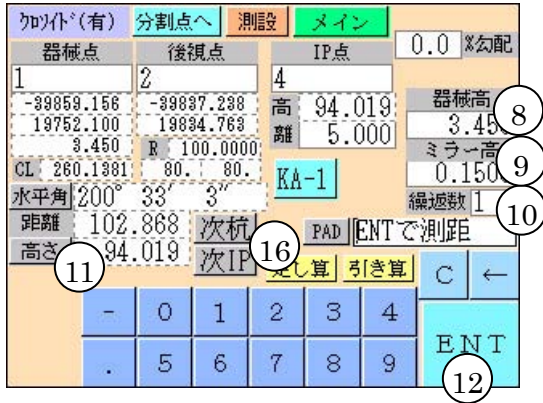 クロソイド(有) 分割点へ 測設 メイン
器械点 後視点 IP点 0.0 %勾配
1 2 4
-39859.156 -39837.238 高 94.019 器械高 8
19752.100 19834.763 離 5.000 3.450
3.450 R 100.0000 ミラー高 9
CL 260.1381 80. 80. KA-1 0.150
水平角 200° 33′ 3″ 繰返数 1 10
距離 102.868 次杭 16 PAD ENTで測距
高さ 94.019 次IP 足し算 引き算 C ←
11
- 0 1 2 3 4 ENT
. 5 6 7 8 9
12